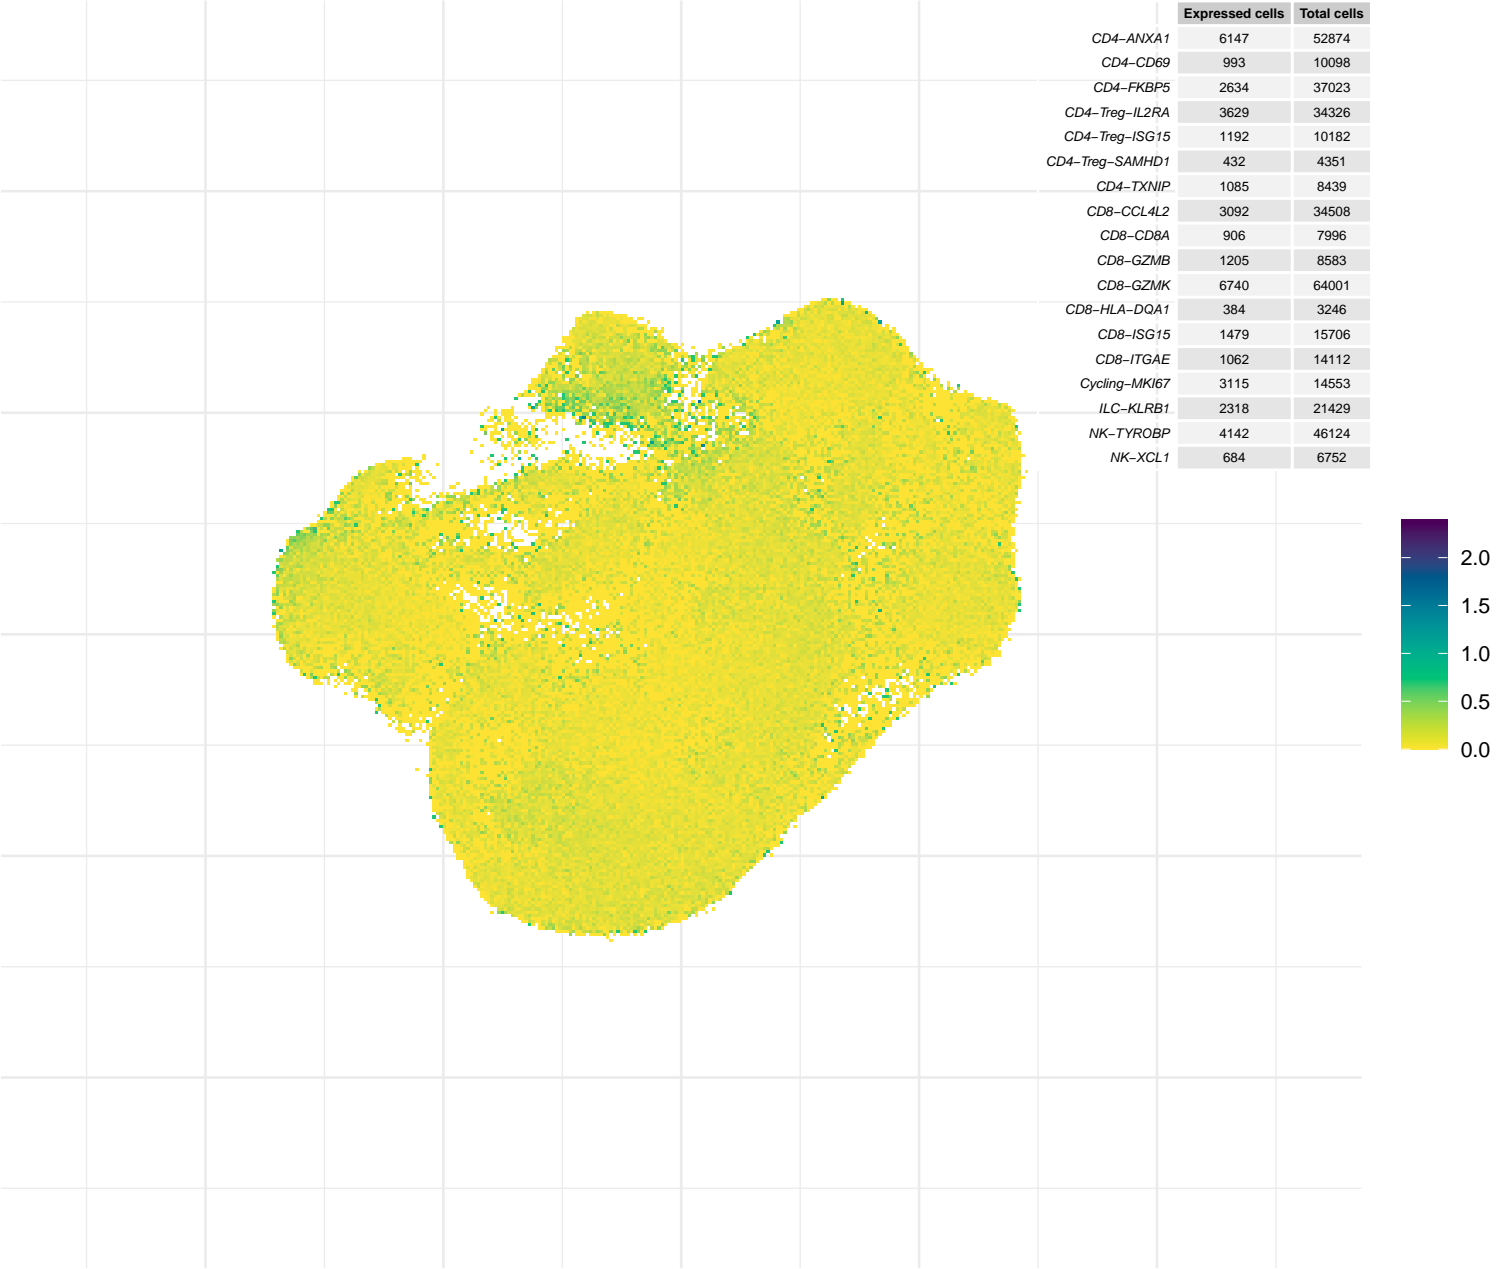 Expressed cells Total cells
CD4−ANXA1 6147 52874
CD4−CD69 993 10098
CD4−FKBP5 2634 37023
CD4−Treg−IL2RA 3629 34326
CD4−Treg−ISG15 1192 10182
CD4−Treg−SAMHD1 432 4351
CD4−TXNIP 1085 8439
CD8−CCL4L2 3092 34508
CD8−CD8A 906 7996
CD8−GZMB 1205 8583
CD8−GZMK 6740 64001
CD8−HLA−DQA1 384 3246
CD8−ISG15 1479 15706
CD8−ITGAE 1062 14112
Cycling−MKI67 3115 14553
ILC−KLRB1 2318 21429
NK−TYROBP 4142 46124
NK−XCL1 684 6752
2.0
1.5
1.0
0.5
0.0